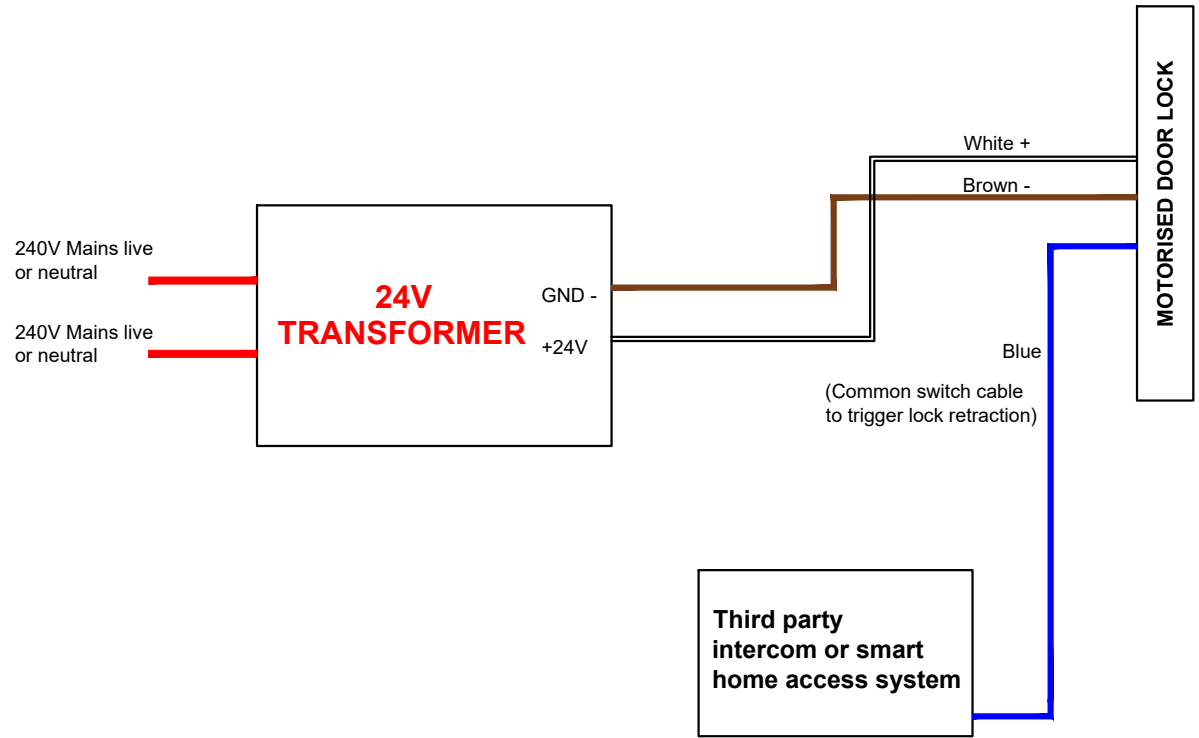 MOTORISED DOOR LOCK
White +
Brown -
240V Mains live
or neutral
24V
TRANSFORMER
GND -
+24V
240V Mains live
or neutral
Blue
(Common switch cable
to trigger lock retraction)
Third party
intercom or smart
home access system